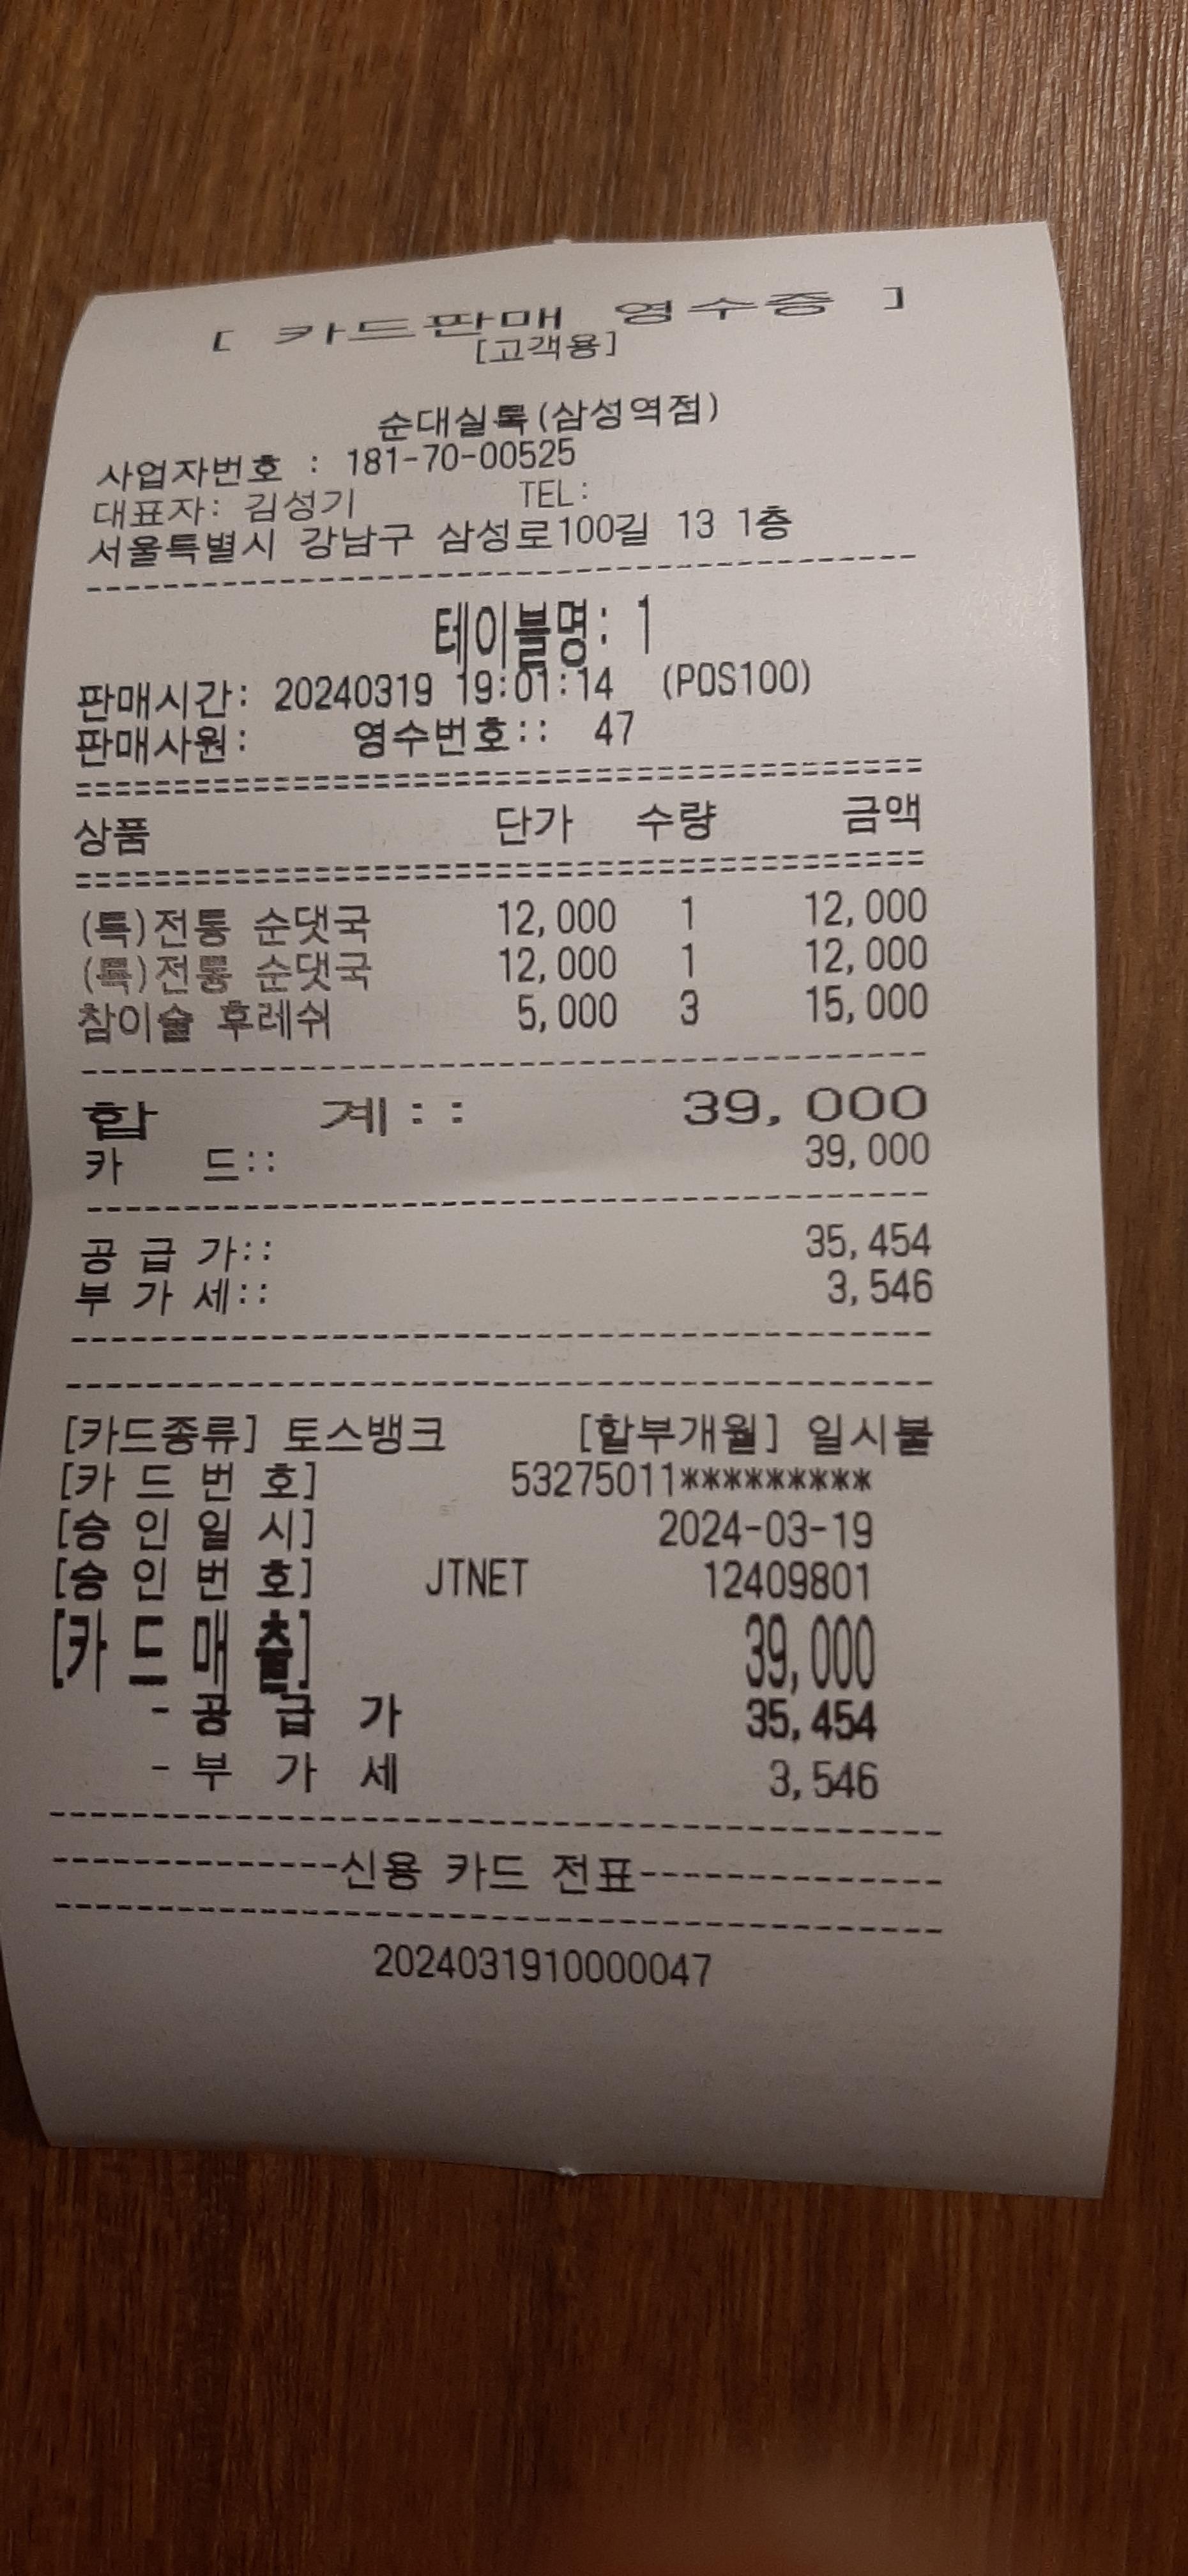 [ 카드판매 영수증 ]
[고객용]
순대실록(삼성역점)
사업자번호 : 181-70-00525
대표자: 김성기 TEL:
서울특별시 강남구 삼성로100길 13 1층
----------------------------------------
테이블명: 1
판매시간: 20240319 19:01:14 (POS100)
판매사원: 영수번호:: 47
========================================
상품 단가 수량 금액
========================================
(특)전통 순댓국 12,000 1 12,000
(특)전통 순댓국 12,000 1 12,000
참이슬 후레쉬 5,000 3 15,000
----------------------------------------
합 계:: 39,000
카 드:: 39,000
----------------------------------------
공 급 가:: 35,454
부 가 세:: 3,546
----------------------------------------
----------------------------------------
[카드종류] 토스뱅크 [할부개월] 일시불
[카 드 번 호] 53275011*********
[승 인 일 시] 2024-03-19
[승 인 번 호] JTNET 12409801
[카 드 매 출] 39,000
- 공 급 가 35,454
- 부 가 세 3,546
----------------------------------------
-------------신용 카드 전표-------------
----------------------------------------
2024031910000047